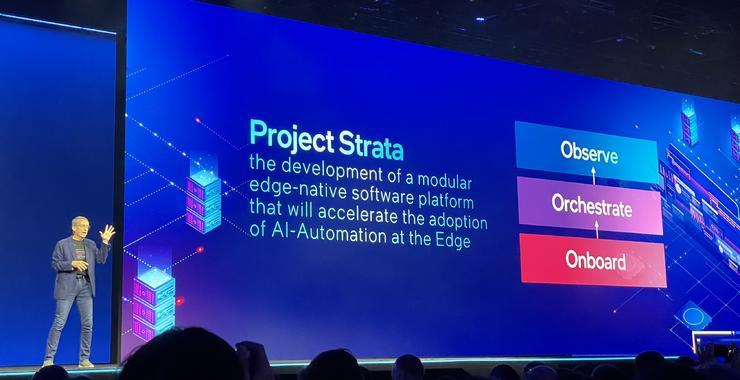 Project Strata
the development of a modular
edge-native software platform
that will accelerate the adoption
of AI-Automation at the Edge
Observe
Orchestrate
Onboard